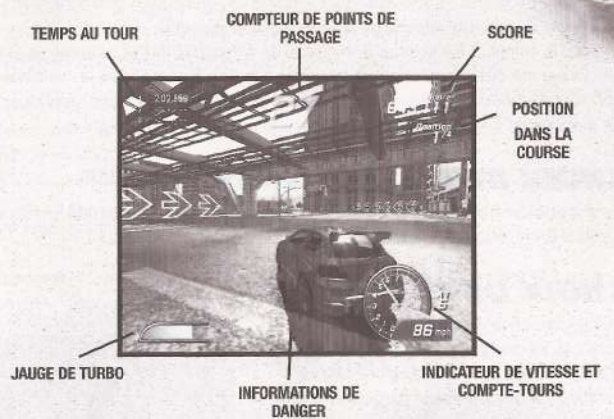 COMPTEUR DE POINTS DE
PASSAGE
TEMPS AU TOUR
SCORE
POSITION
DANS LA
COURSE
Position
86 mph
JAUGE DE TURBO
INFORMATIONS DE
DANGER
INDICATEUR DE VITESSE ET
COMPTE-TOURS